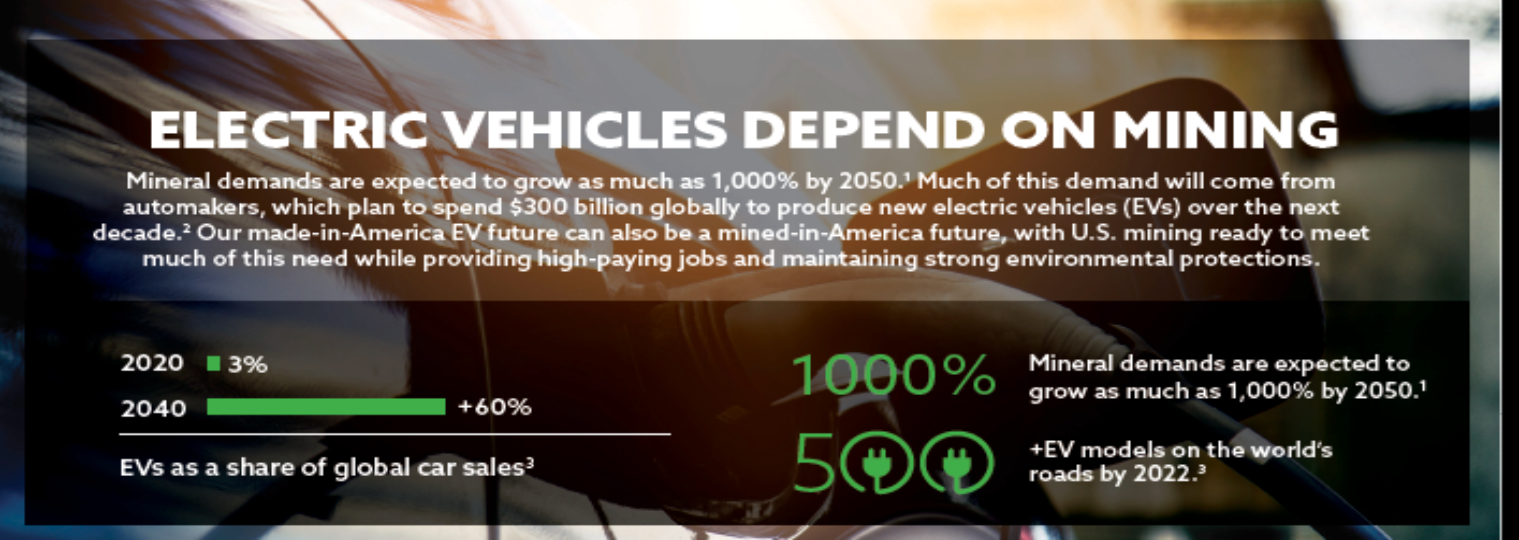 ELECTRIC VEHICLES DEPEND ON MINING
Mineral demands are expected to grow as much as 1,000% by 2050.¹ Much of this demand will come from
automakers, which plan to spend $300 billion globally to produce new electric vehicles (EVs) over the next
decade.² Our made-in-America EV future can also be a mined-in-America future, with U.S. mining ready to meet
much of this need while providing high-paying jobs and maintaining strong environmental protections.
2020 3%
2040 +60%
EVs as a share of global car sales³
1000%
Mineral demands are expected to
grow as much as 1,000% by 2050.¹
500
+EV models on the world's
roads by 2022.³